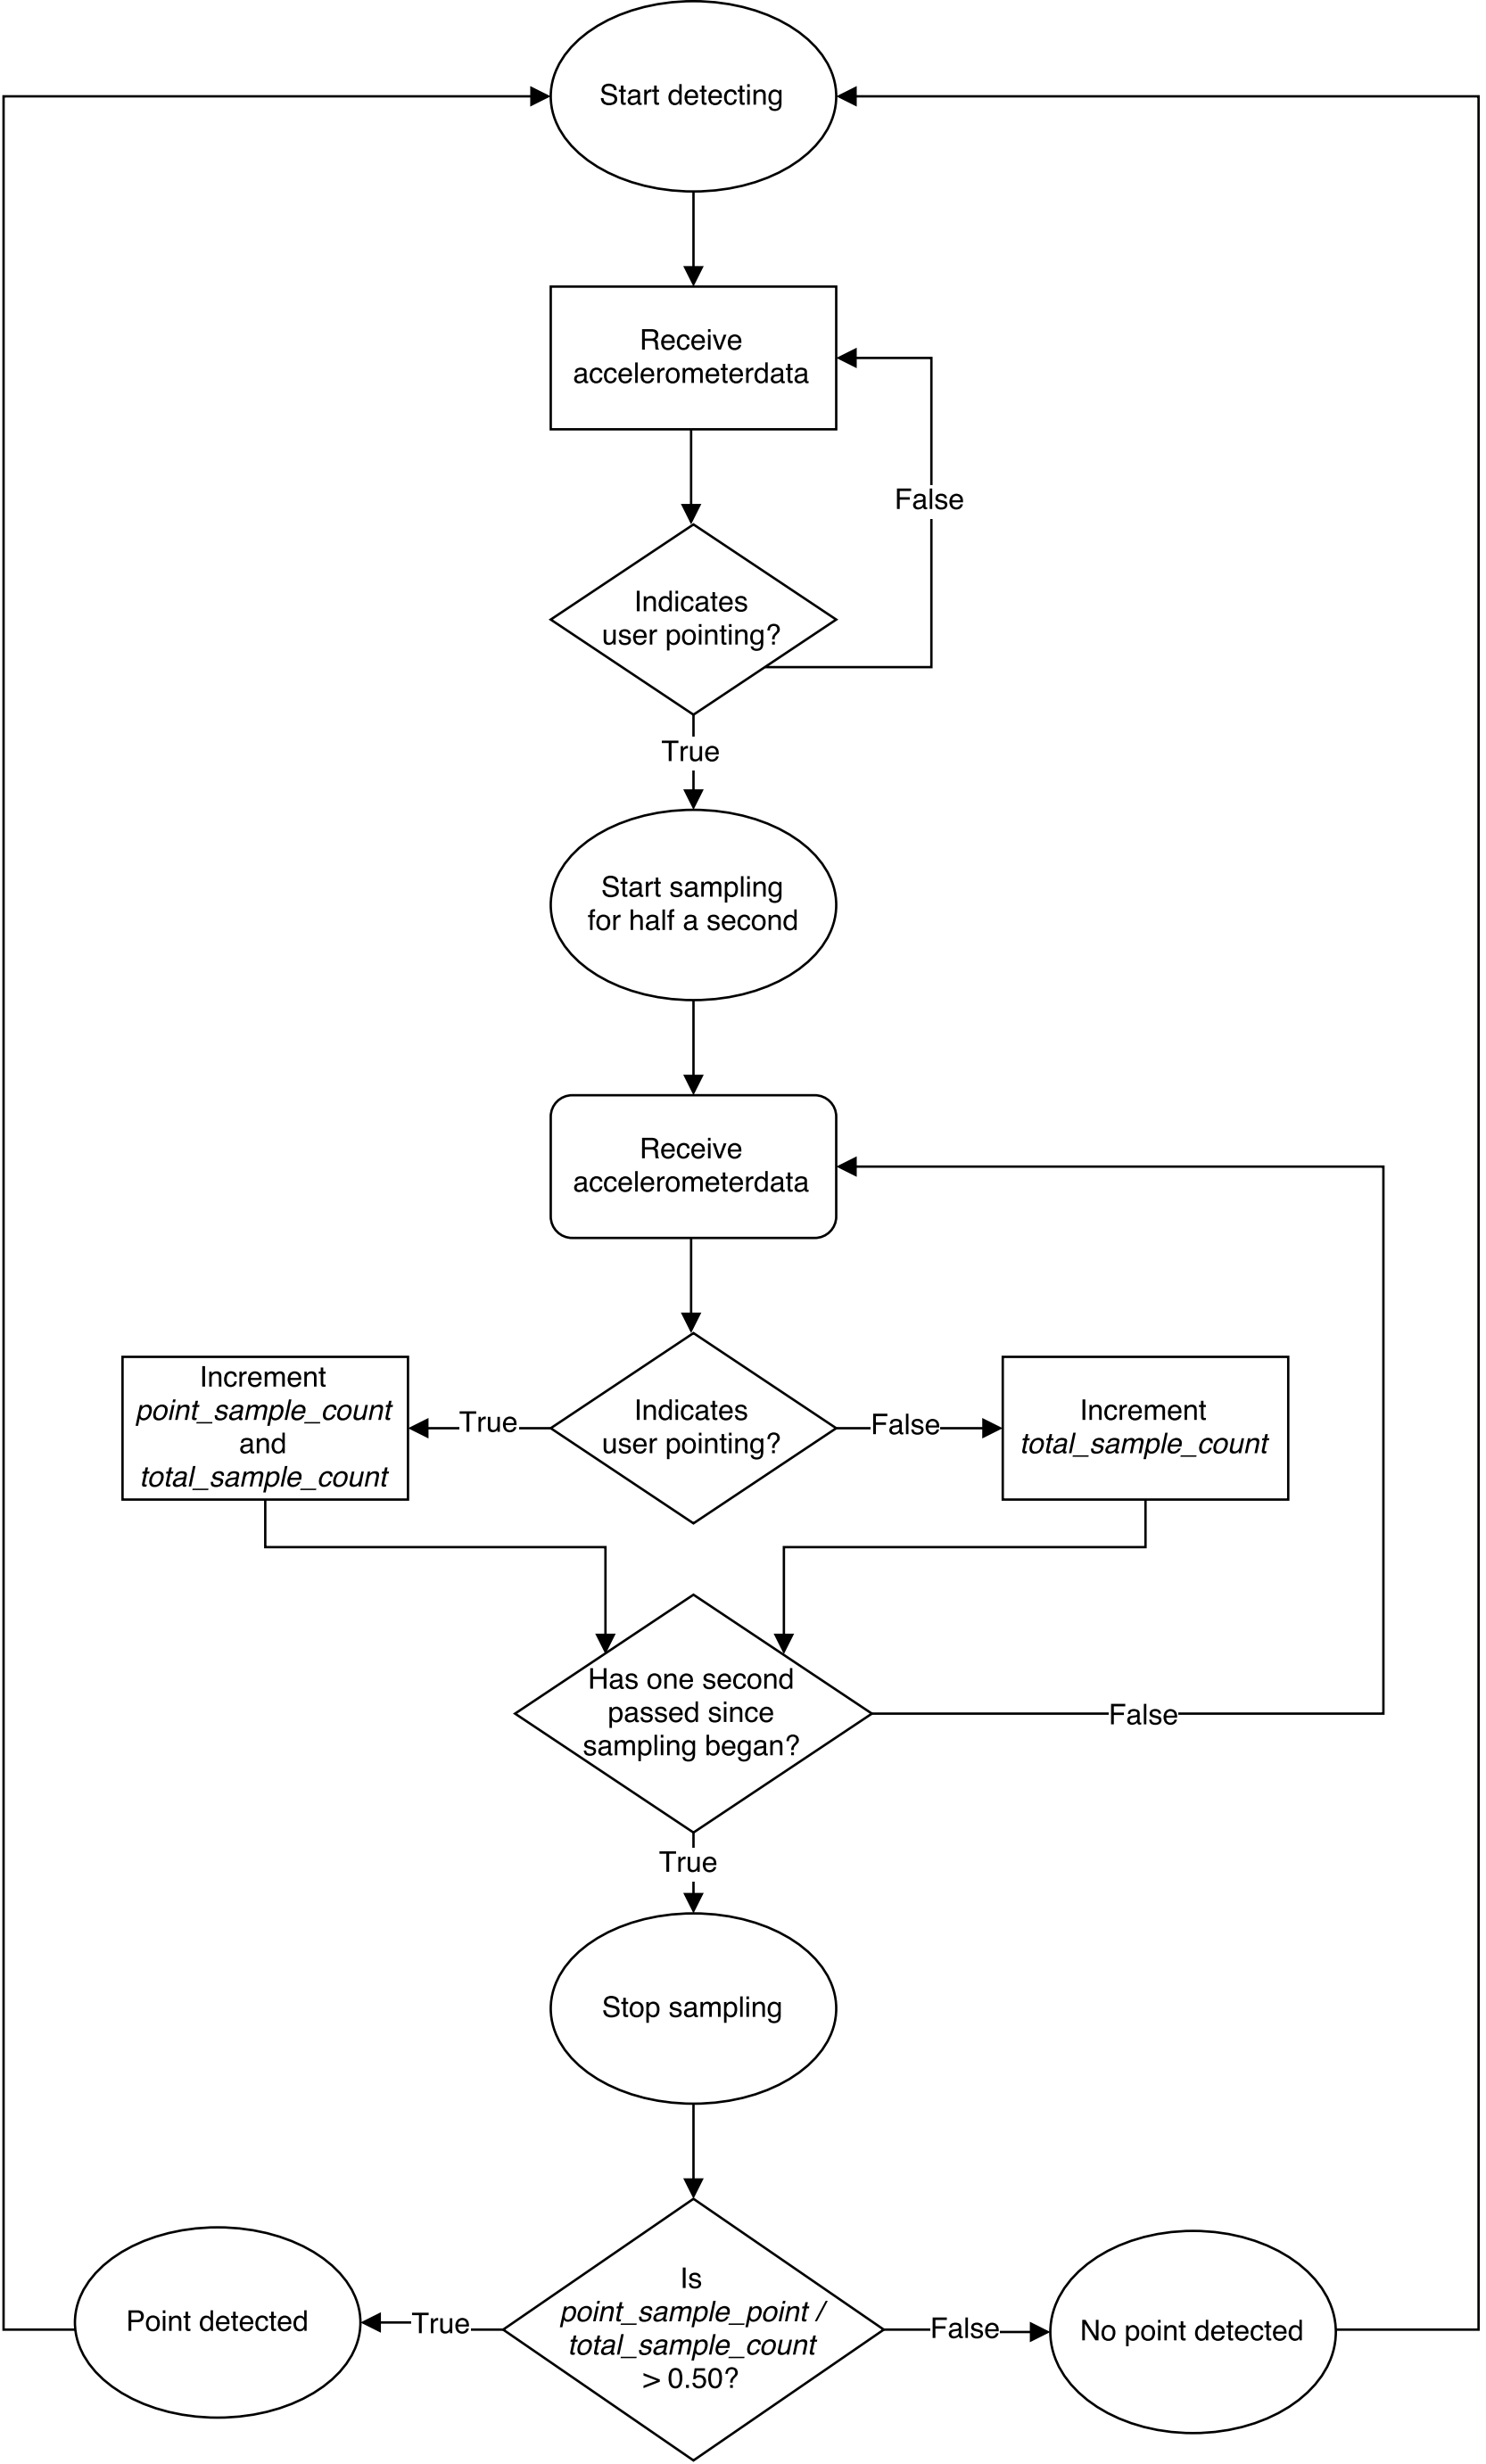 Start detecting
Receive
accelerometerdata
False
Indicates
user pointing?
True
Start sampling
for half a second
Receive
accelerometerdata
Increment
point_sample_count
and
total_sample_count
True
Indicates
user pointing?
False
Increment
total_sample_count
Has one second
passed since
sampling began?
False
True
Stop sampling
Point detected
True
Is
point_sample_point /
total_sample_count
> 0.50?
False
No point detected